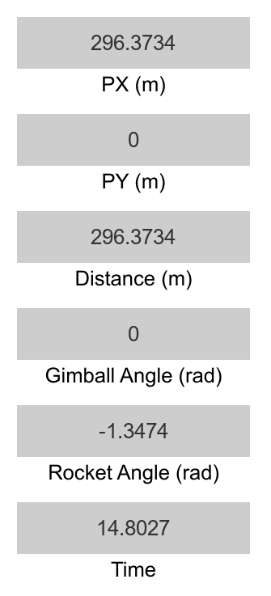 296.3734
PX (m)
0
PY (m)
296.3734
Distance (m)
0
Gimball Angle (rad)
-1.3474
Rocket Angle (rad)
14.8027
Time